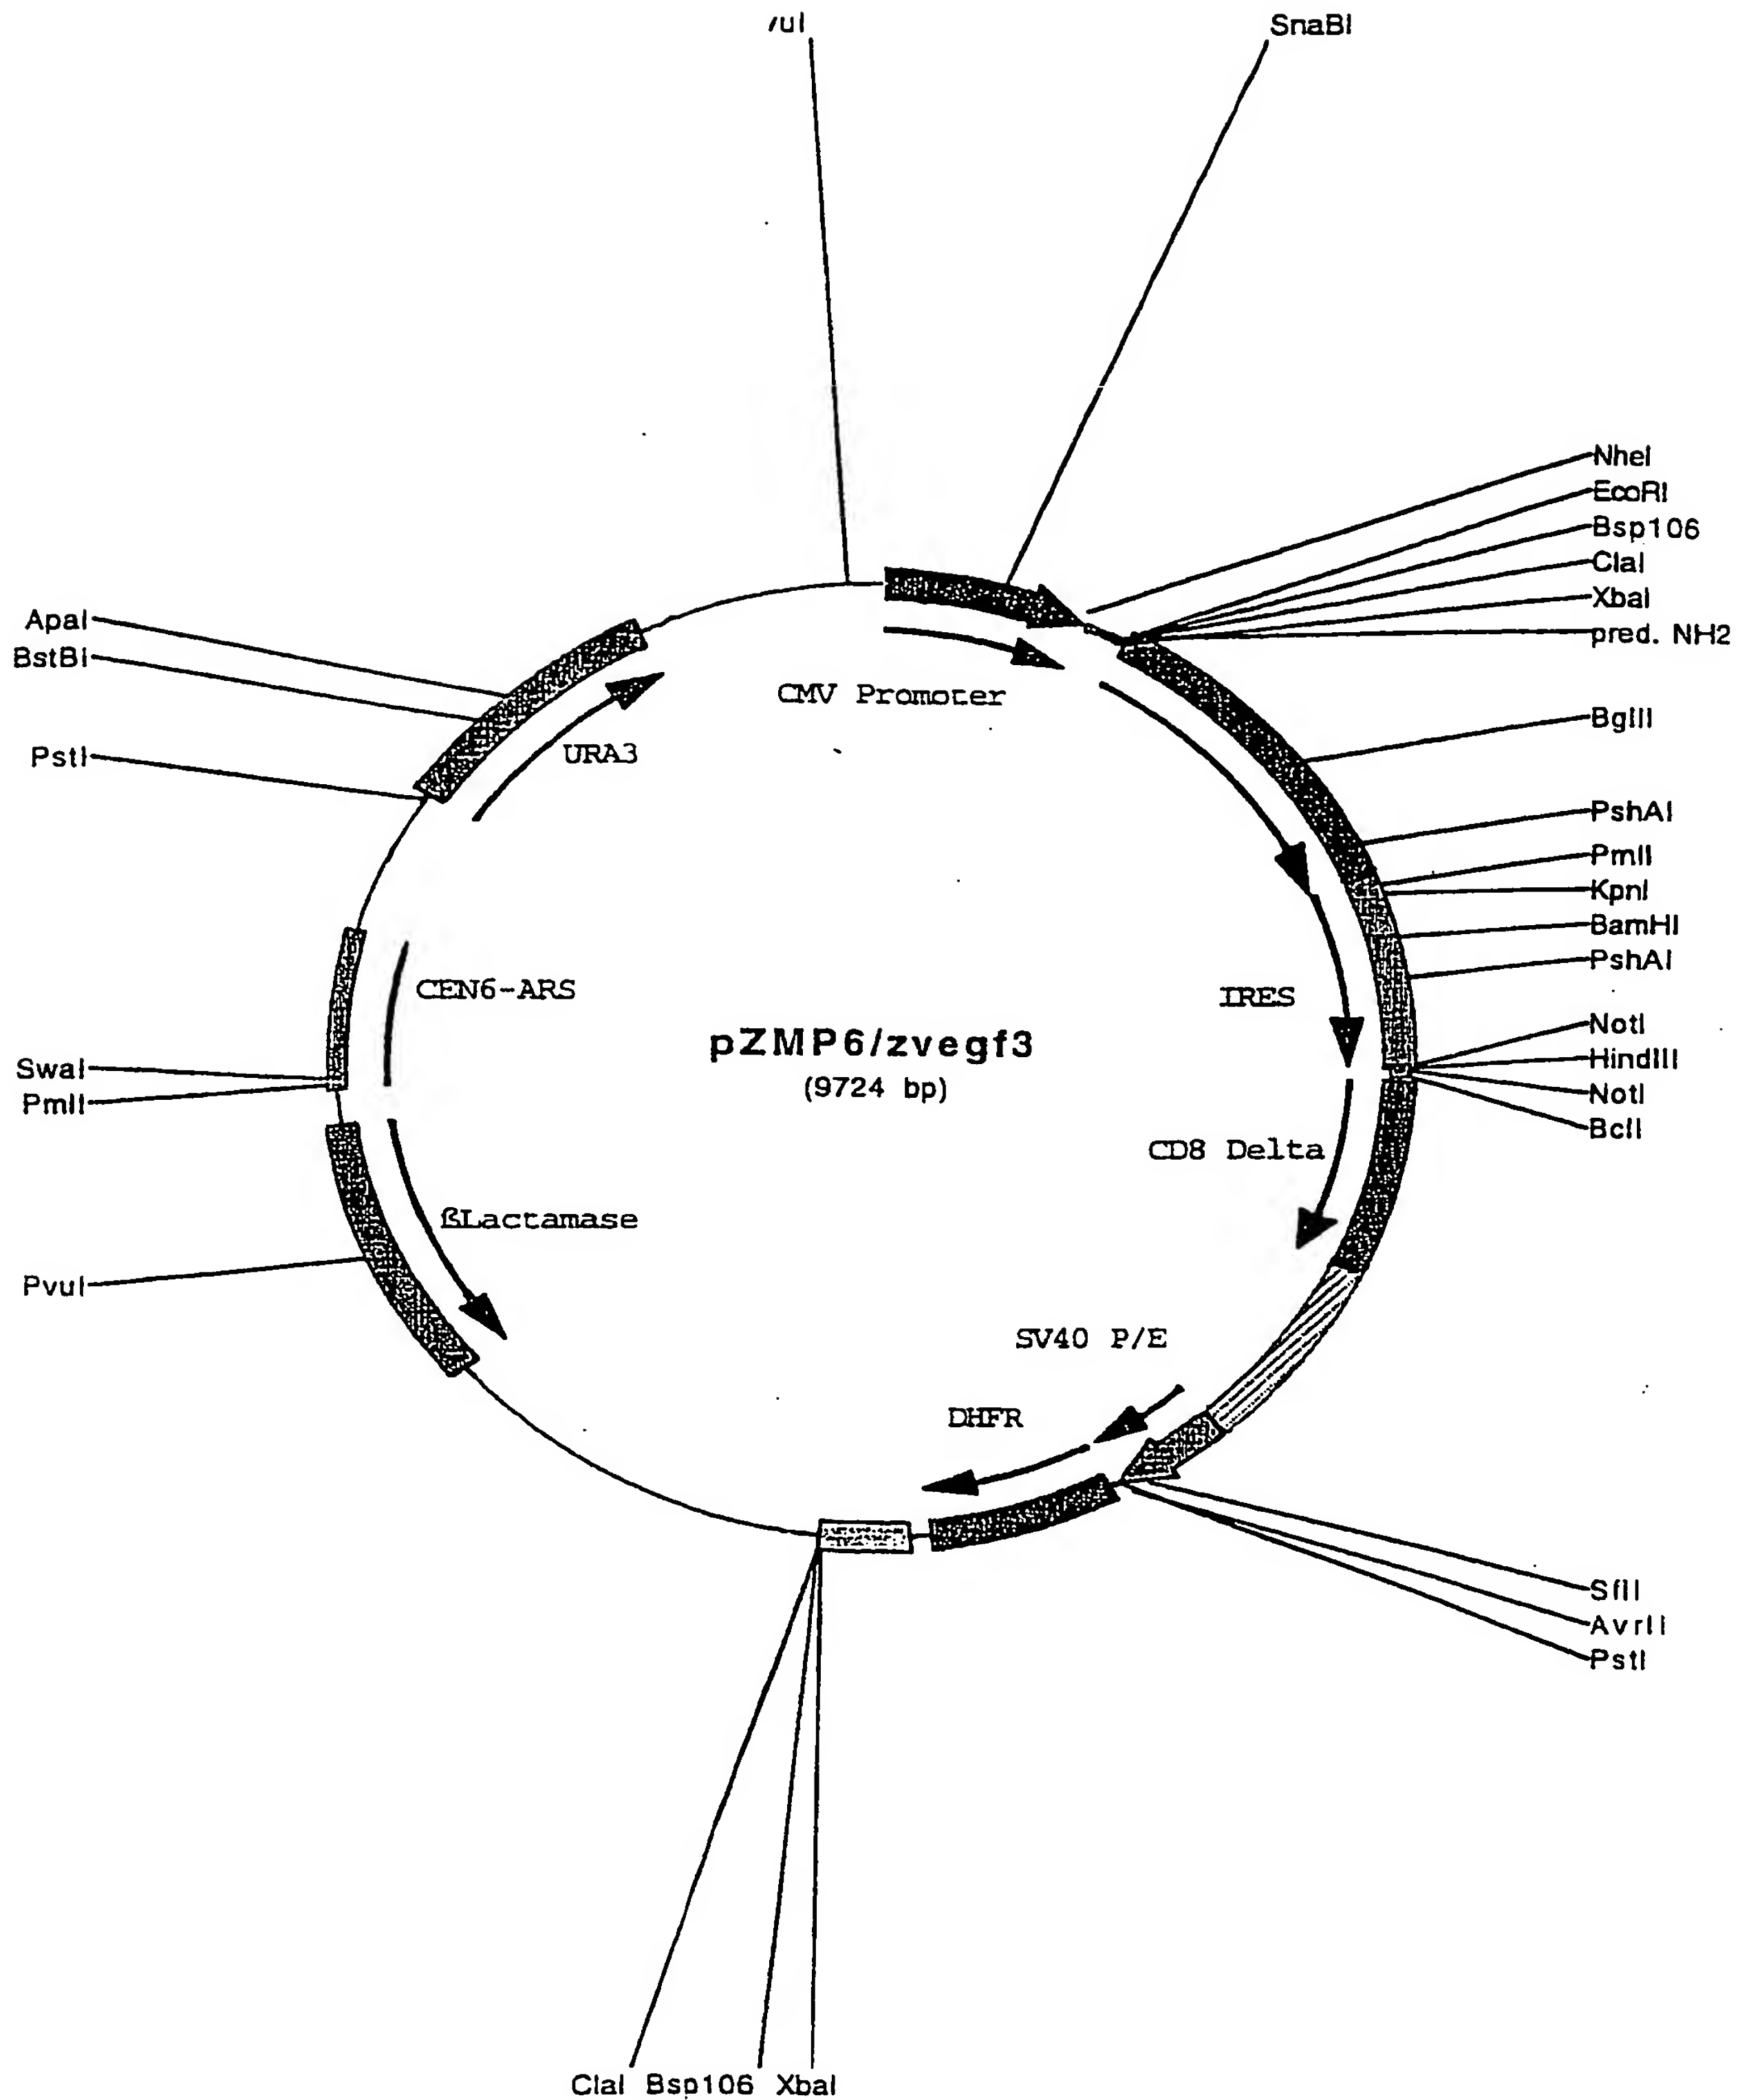 SnaBI
NheI
EcoRI
Bsp106
ClaI
XbaI
pred. NH2
BglII
PshAI
PmlI
KpnI
BamHI
PshAI
NotI
HindIII
NotI
BclI
SfiI
AvrII
PstI
XbaI
Bsp106
ClaI
PvuI
PmlI
SwaI
PstI
BstBI
ApaI
CMV Promoter
URA3
CEN6-ARS
IRES
pZMP6/zvegf3
(9724 bp)
CD8 Delta
ßLactamase
SV40 P/E
DHFR